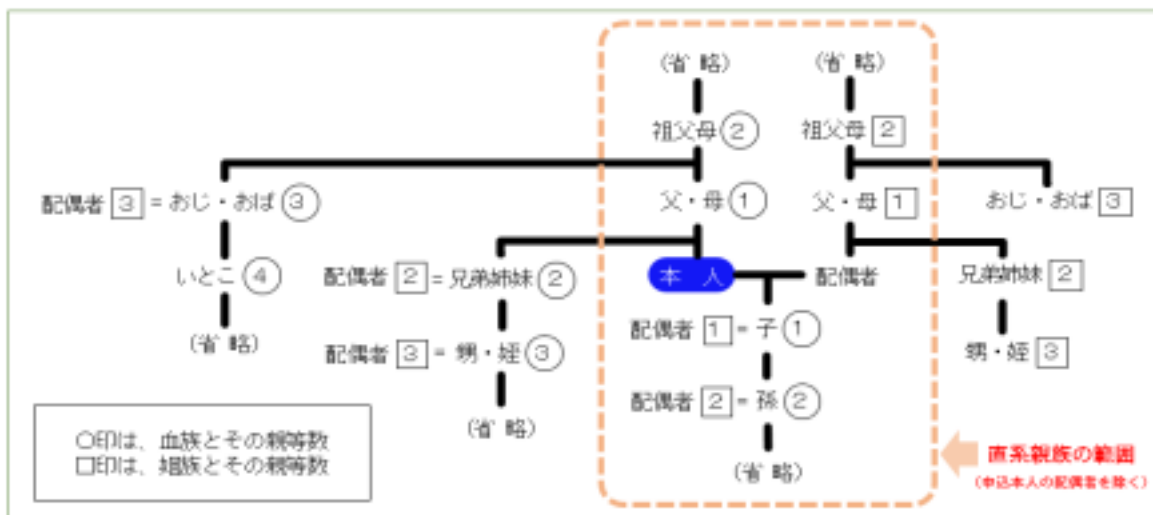 (省 略) (省 略)
祖父母② 祖父母[2]
配偶者[3]=おじ・おば③ 父・母① 父・母[1] おじ・おば[3]
いとこ④ 配偶者[2]=兄弟姉妹② 本 人 配偶者 兄弟姉妹[2]
(省 略) 配偶者[3]=甥・姪③ 配偶者[1]=子① 甥・姪[3]
(省 略) 配偶者[2]=孫②
(省 略)
○印は、血族とその親等数
□印は、姻族とその親等数
直系親族の範囲
(申込本人の配偶者を除く)